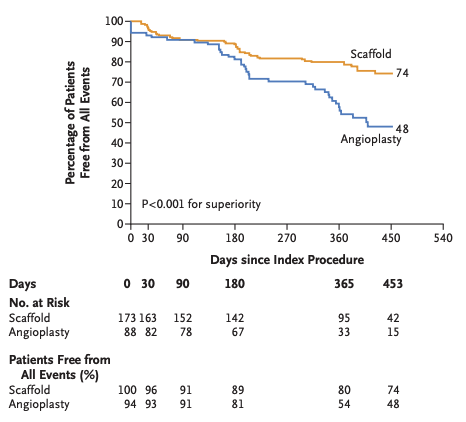 Percentage of Patients
Free from All Events
100
90
80
70
60
50
40
30
20
10
0
Scaffold
74
48
Angioplasty
P<0.001 for superiority
0 30 90 180 270 360 450 540
Days since Index Procedure
Days 0 30 90 180 365 453
No. at Risk
Scaffold 173 163 152 142 95 42
Angioplasty 88 82 78 67 33 15
Patients Free from
All Events (%)
Scaffold 100 96 91 89 80 74
Angioplasty 94 93 91 81 54 48